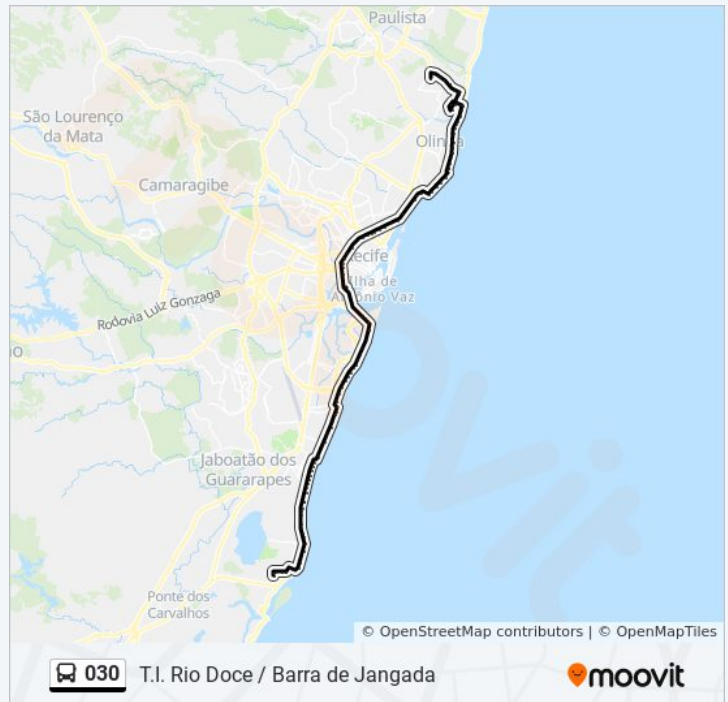 Paulista
São Lourenço
da Mata
Olinda
Camaragibe
Recife
Ilha de
Antônio Vaz
Rodovia Luiz Gonzaga
Jaboatão dos
Guararapes
Ponte dos
Carvalhos
moovit
© OpenStreetMap contributors | © OpenMapTiles
030 T.I. Rio Doce / Barra de Jangada
moovit